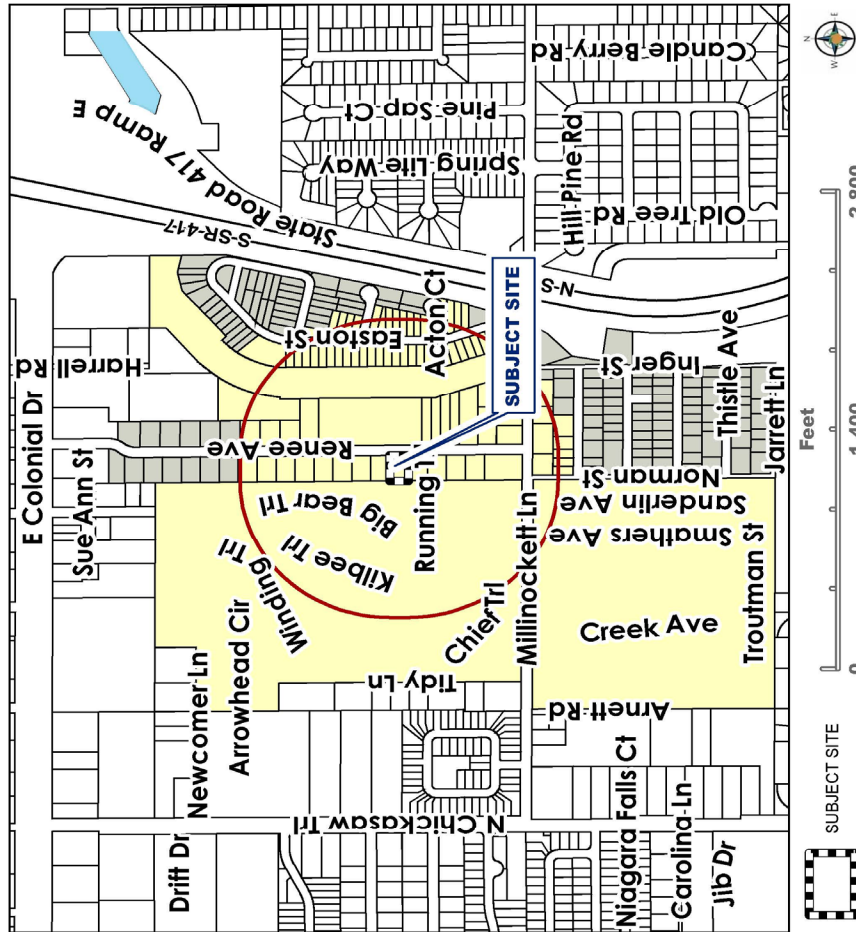 E Colonial Dr
Sue Ann St
Harrell Rd
State Road 417 Ramp E
S-SR-417
Pine Sap Ct
Spring Lite Way
Candle Berry Rd
Newcomer Ln
Arrowhead Cir
Winding Trl
Kilbee Trl
Big Bear Trl
Renee Ave
Easton St
Acton Ct
SUBJECT SITE
Drift Dr
N Chickasaw Trl
Tidy Ln
Chief Trl
Millinockett Ln
Hill Pine Rd
Old Tree Rd
N-S
Arnett Rd
Creek Ave
Smathers Ave
Sanderlin Ave
Norman St
Inger St
Thistle Ave
Jarrett Ln
Troutman St
Niagara Falls Ct
Carolina Ln
Jib Dr
SUBJECT SITE
0
1,400
2,800
Feet
N
E
W
S